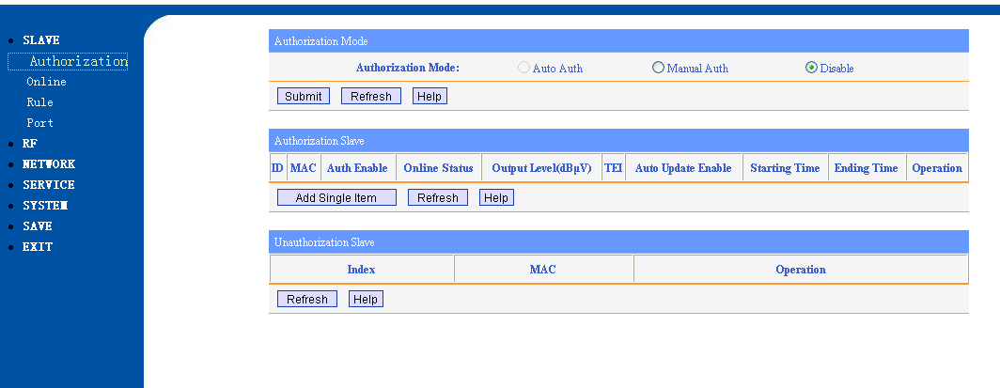 SLAVE
Authorization
Online
Rule
Port
RF
NETWORK
SERVICE
SYSTEM
SAVE
EXIT
Authorization Mode
Authorization Mode: Auto Auth Manual Auth Disable
Submit Refresh Help
Authorization Slave
ID MAC Auth Enable Online Status Output Level(dBμV) TEI Auto Update Enable Starting Time Ending Time Operation
Add Single Item Refresh Help
Unauthorization Slave
Index MAC Operation
Refresh Help